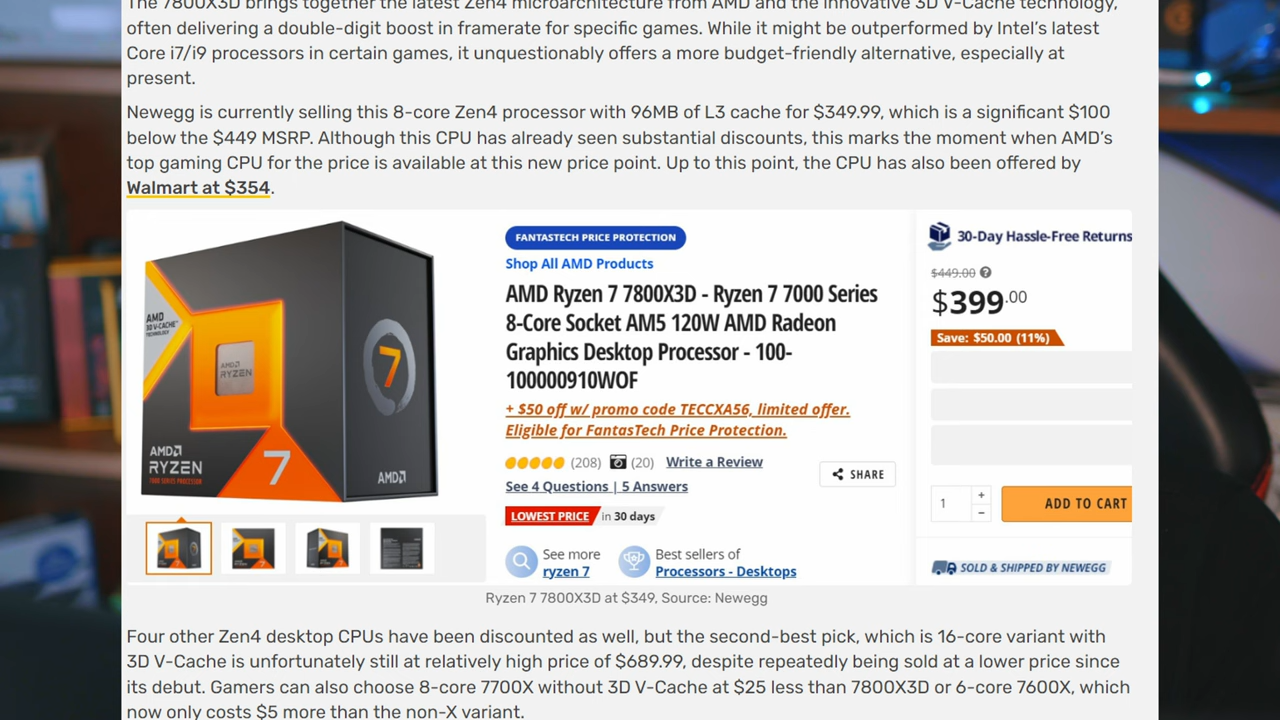 The 7800X3D brings together the latest Zen4 microarchitecture from AMD and the innovative 3D V-Cache technology,
often delivering a double-digit boost in framerate for specific games. While it might be outperformed by Intel's latest
Core i7/i9 processors in certain games, it unquestionably offers a more budget-friendly alternative, especially at
present.
Newegg is currently selling this 8-core Zen4 processor with 96MB of L3 cache for $349.99, which is a significant $100
below the $449 MSRP. Although this CPU has already seen substantial discounts, this marks the moment when AMD's
top gaming CPU for the price is available at this new price point. Up to this point, the CPU has also been offered by
Walmart at $354.
AMD
3D V-CACHE™
TECHNOLOGY
AMD
RYZEN
7
AMD
RYZEN
7000 SERIES PROCESSOR
7
AMD
FANTASTECH PRICE PROTECTION
Shop All AMD Products
AMD Ryzen 7 7800X3D - Ryzen 7 7000 Series
8-Core Socket AM5 120W AMD Radeon
Graphics Desktop Processor - 100-
100000910WOF
+ $50 off w/ promo code TECCXA56, limited offer.
Eligible for FantasTech Price Protection.
(208) (20) Write a Review
See 4 Questions | 5 Answers
SHARE
LOWEST PRICE in 30 days
See more
ryzen 7
Best sellers of
Processors - Desktops
30-Day Hassle-Free Returns
$449.00 ?
$399.00
Save: $50.00 (11%)
1 + -
ADD TO CART
SOLD & SHIPPED BY NEWEGG
Ryzen 7 7800X3D at $349, Source: Newegg
Four other Zen4 desktop CPUs have been discounted as well, but the second-best pick, which is 16-core variant with
3D V-Cache is unfortunately still at relatively high price of $689.99, despite repeatedly being sold at a lower price since
its debut. Gamers can also choose 8-core 7700X without 3D V-Cache at $25 less than 7800X3D or 6-core 7600X, which
now only costs $5 more than the non-X variant.